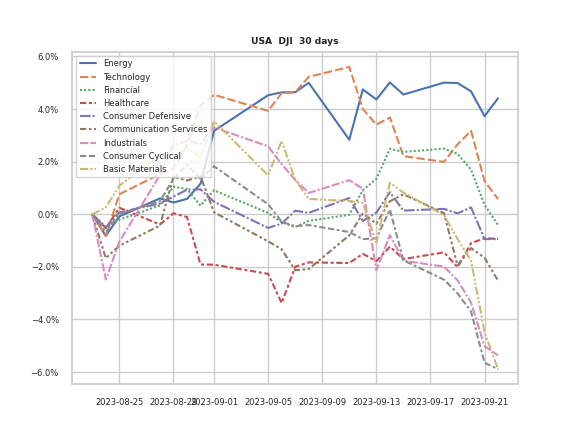 USA DJI 30 days
6.0%
4.0%
2.0%
0.0%
−2.0%
−4.0%
−6.0%
Energy
Technology
Financial
Healthcare
Consumer Defensive
Communication Services
Industrials
Consumer Cyclical
Basic Materials
2023-08-25
2023-08-29
2023-09-01
2023-09-05
2023-09-09
2023-09-13
2023-09-17
2023-09-21